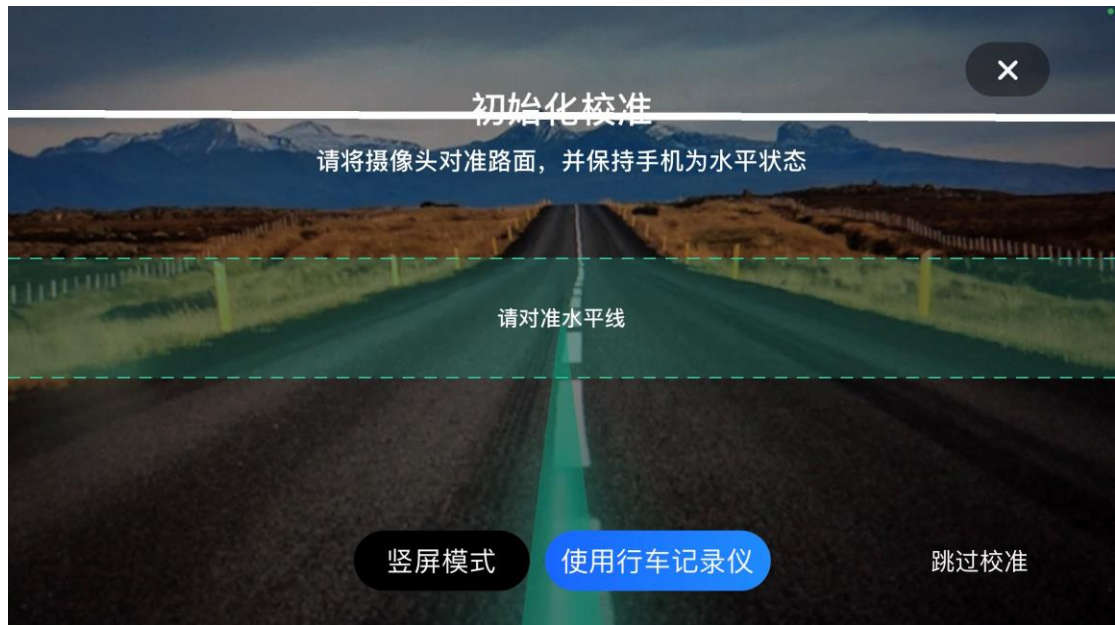 初始化校准
请将摄像头对准路面，并保持手机为水平状态
请对准水平线
竖屏模式
使用行车记录仪
跳过校准